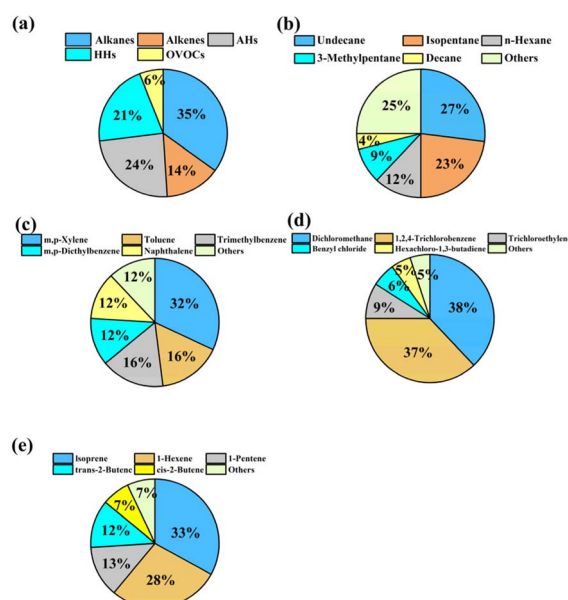 (a)
Alkanes Alkenes AHs
HHs OVOCs
6%
35%
21%
24%
14%
(b)
Undecane Isopentane n-Hexane
3-Methylpentane Decane Others
25%
27%
4%
9%
12%
23%
(c)
m,p-Xylene Toluene Trimethylbenzene
m,p-Diethylbenzene Naphthalene Others
12%
32%
12%
12%
16%
16%
(d)
Dichloromethane 1,2,4-Trichlorobenzene Trichloroethylen
Benzyl chloride Hexachloro-1,3-butadiene Others
5%
5%
6%
38%
9%
37%
(e)
Isoprene 1-Hexene 1-Pentene
trans-2-Butene cis-2-Butene Others
7%
7%
33%
12%
13%
28%